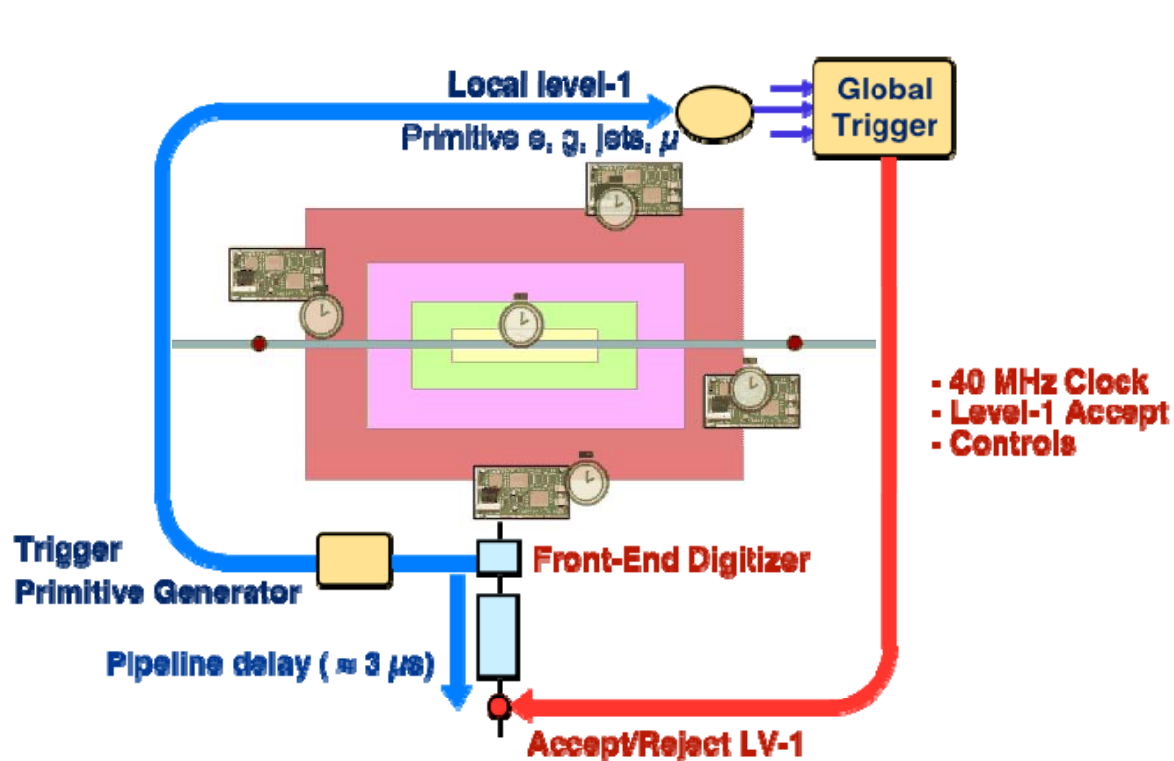 Local level-1
Primitive e, g, jets, μ
Global
Trigger
- 40 MHz Clock
- Level-1 Accept
- Controls
Trigger
Primitive Generator
Front-End Digitizer
Pipeline delay ( ≈ 3 μs)
Accept/Reject LV-1